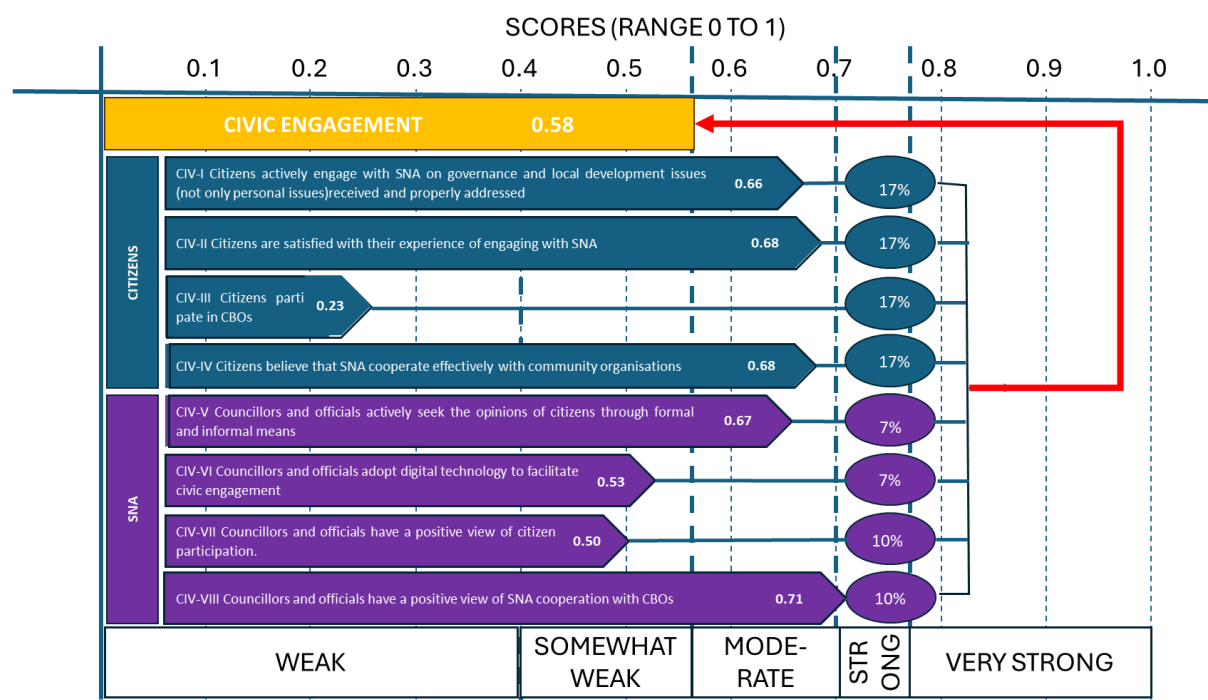 SCORES (RANGE 0 TO 1)
0.1 0.2 0.3 0.4 0.5 0.6 0.7 0.8 0.9 1.0
CIVIC ENGAGEMENT 0.58
CITIZENS
CIV-I Citizens actively engage with SNA on governance and local development issues
(not only personal issues)received and properly addressed
0.66
17%
CIV-II Citizens are satisfied with their experience of engaging with SNA
0.68
17%
CIV-III Citizens parti
pate in CBOs
0.23
17%
CIV-IV Citizens believe that SNA cooperate effectively with community organisations
0.68
17%
SNA
CIV-V Councillors and officials actively seek the opinions of citizens through formal
and informal means
0.67
7%
CIV-VI Councillors and officials adopt digital technology to facilitate
civic engagement
0.53
7%
CIV-VII Councillors and officials have a positive view of citizen
participation.
0.50
10%
CIV-VIII Councillors and officials have a positive view of SNA cooperation with CBOs
0.71
10%
WEAK
SOMEWHAT
WEAK
MODE-
RATE
STR
ONG
VERY STRONG